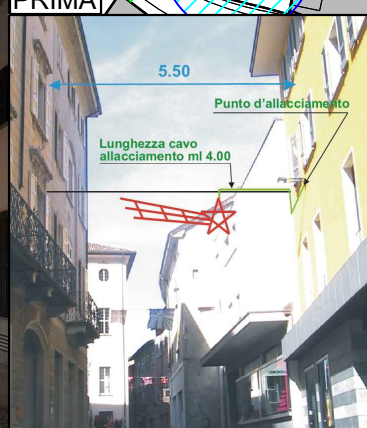 PRIMA
5.50
Punto d'allacciamento
Lunghezza cavo
allacciamento ml 4.00